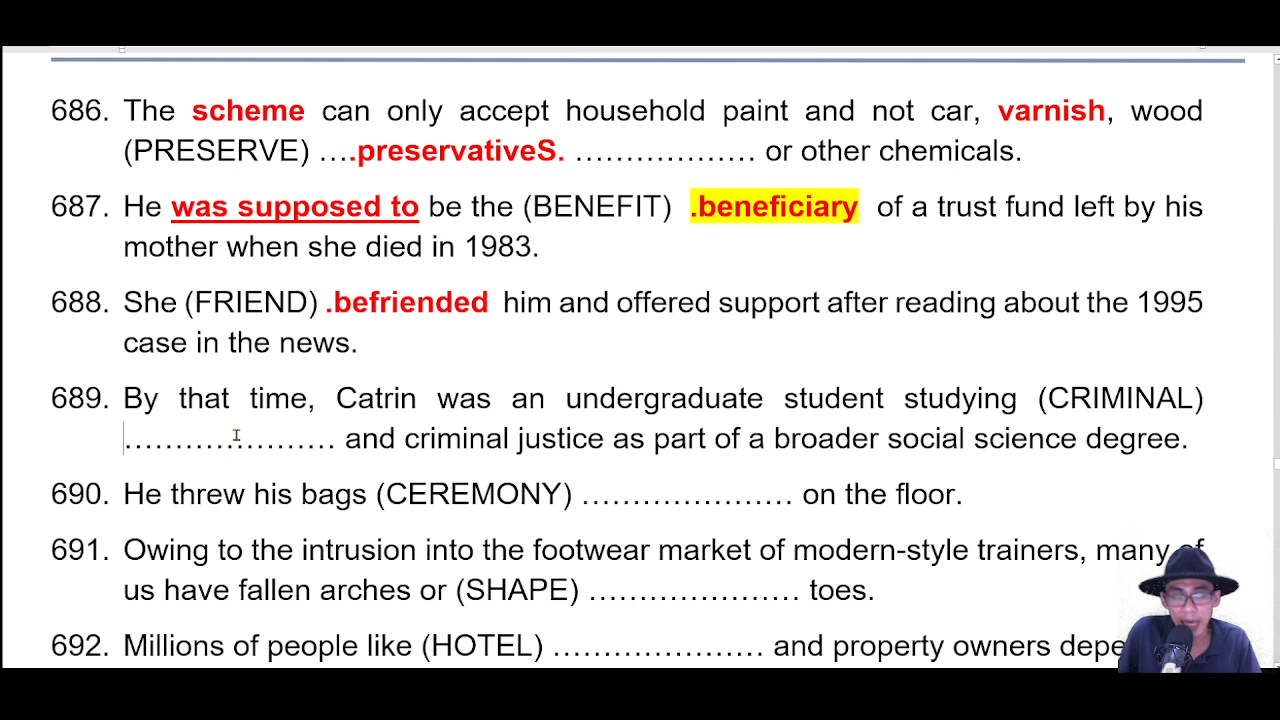 686. The scheme can only accept household paint and not car, varnish, wood
(PRESERVE) ….preservativeS. ……………… or other chemicals.
687. He was supposed to be the (BENEFIT) .beneficiary of a trust fund left by his
mother when she died in 1983.
688. She (FRIEND) .befriended him and offered support after reading about the 1995
case in the news.
689. By that time, Catrin was an undergraduate student studying (CRIMINAL)
………………… and criminal justice as part of a broader social science degree.
690. He threw his bags (CEREMONY) ………………… on the floor.
691. Owing to the intrusion into the footwear market of modern-style trainers, many of
us have fallen arches or (SHAPE) ………………… toes.
692. Millions of people like (HOTEL) ………………… and property owners